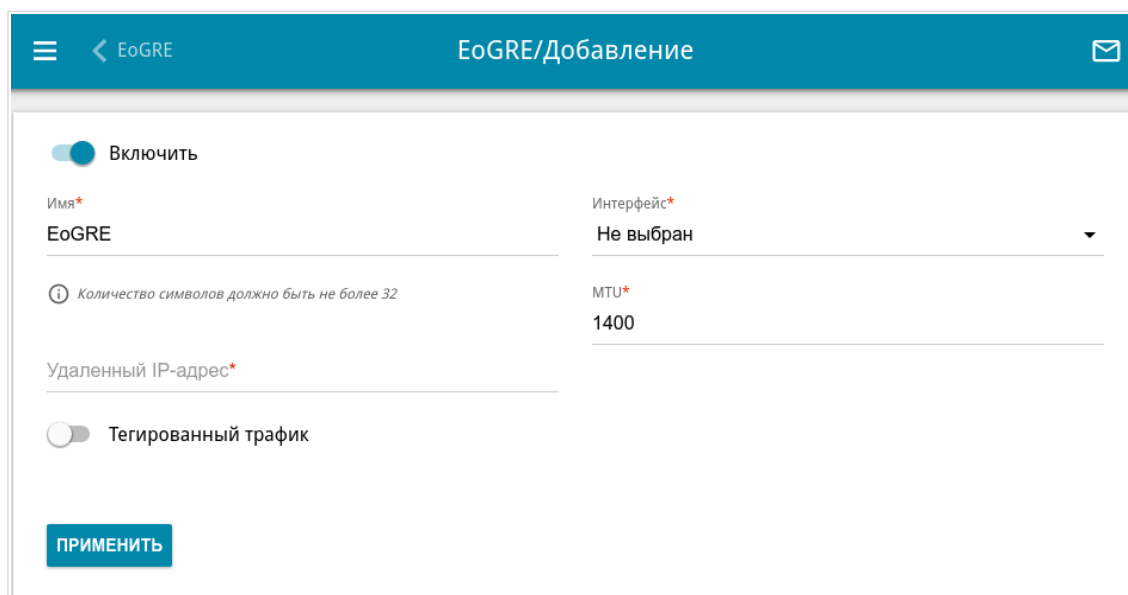 EoGRE
EoGRE/Добавление
Включить
Имя*
EoGRE
Интерфейс*
Не выбран
Количество символов должно быть не более 32
MTU*
1400
Удаленный IP-адрес*
Тегированный трафик
ПРИМЕНИТЬ